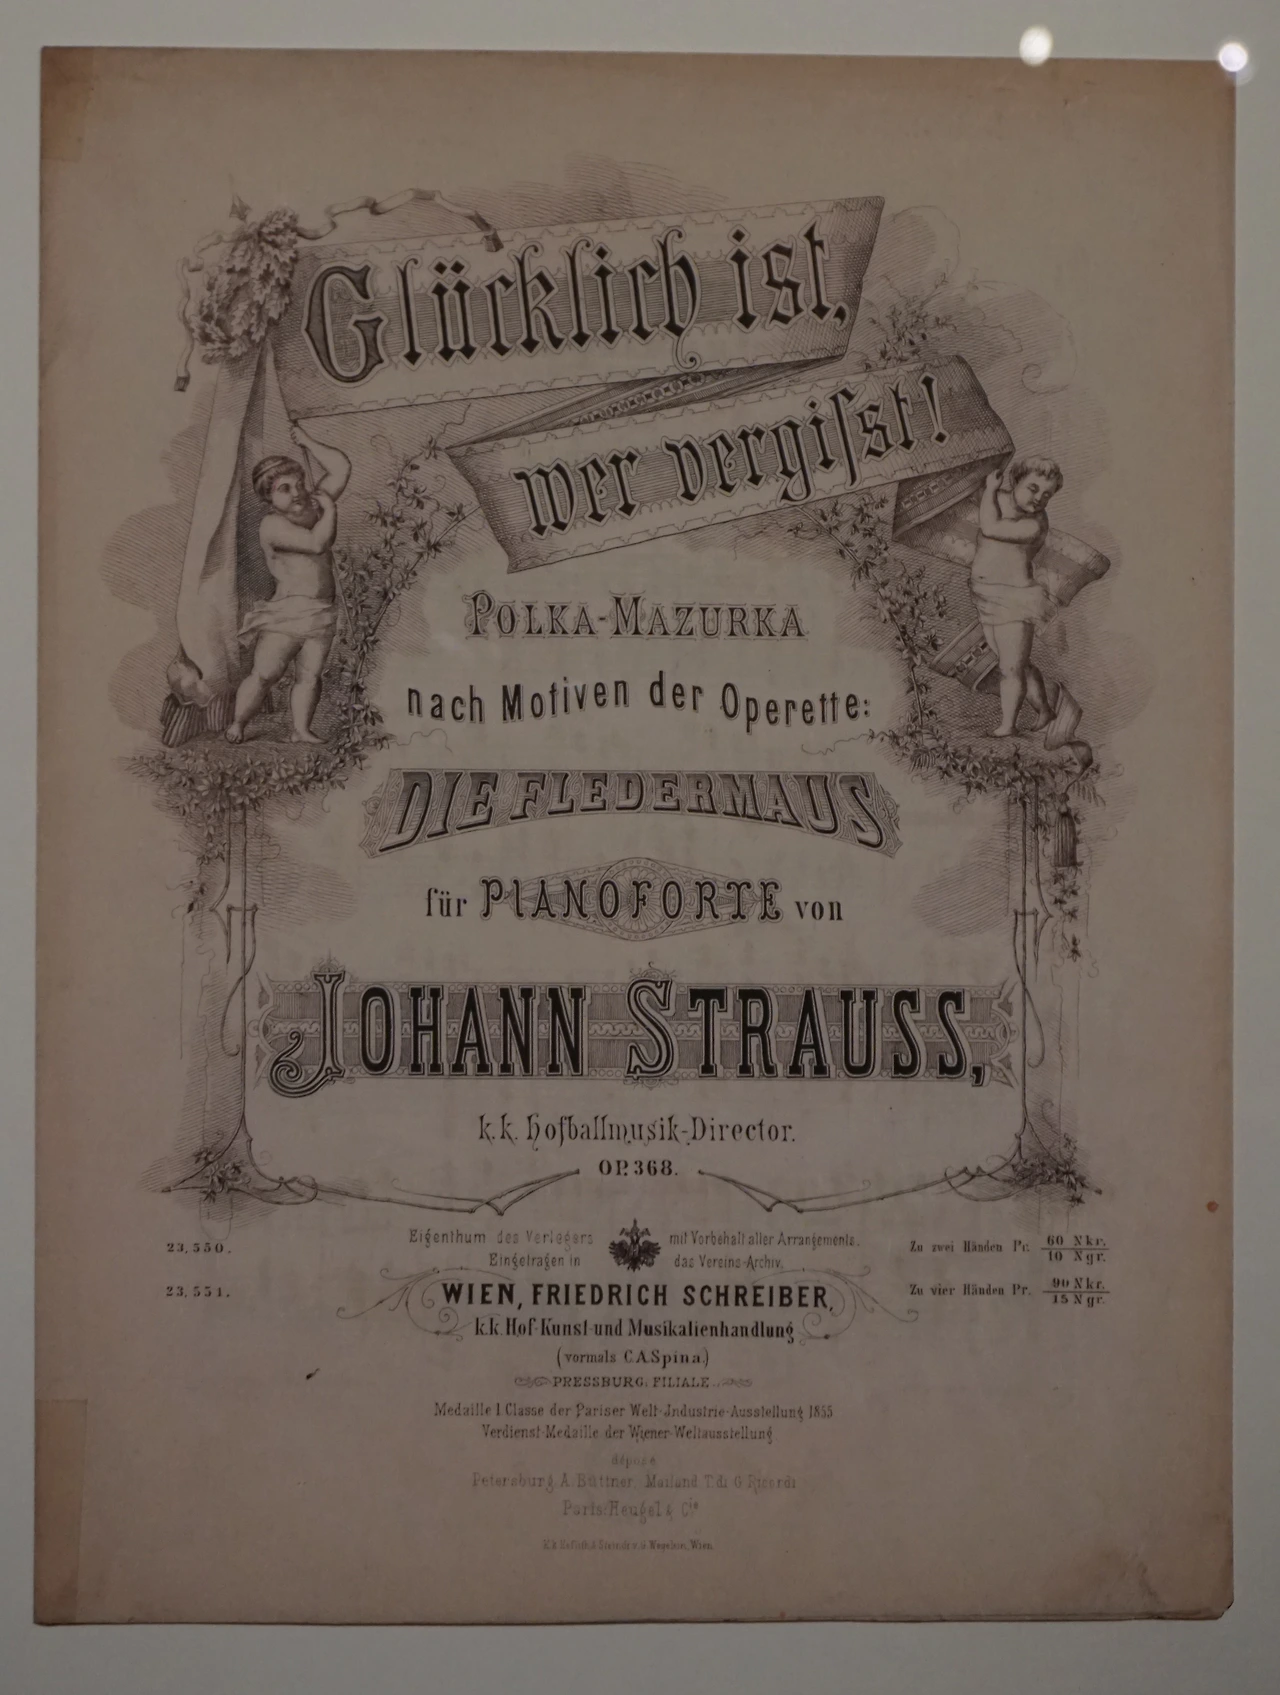 Glücklich ist,
wer vergiſst!
POLKA-MAZURKA
nach Motiven der Operette:
DIE FLEDERMAUS
für PIANOFORTE von
JOHANN STRAUSS,
k.k. Hofballmusik-Director.
OP. 368.
Eigenthum des Verlegers mit Vorbehalt aller Arrangements.
Eingetragen in das Vereins-Archiv.
23,550. Zu zwei Händen Pr. 60 Nkr. 10 Ngr.
23,551. Zu vier Händen Pr. 90 Nkr. 15 Ngr.
WIEN, FRIEDRICH SCHREIBER,
k.k. Hof-Kunst-und Musikalienhandlung
(vormals C.A.Spina.)
PRESSBURG, FILIALE.
Medaille I. Classe der Pariser Welt-Jndustrie-Ausstellung 1855
Verdienst-Medaille der Wiener-Weltausstellung
déposé
Petersburg, A. Büttner. Mailand T. di G. Ricordi
Paris-Heugel & Cie
Wien.